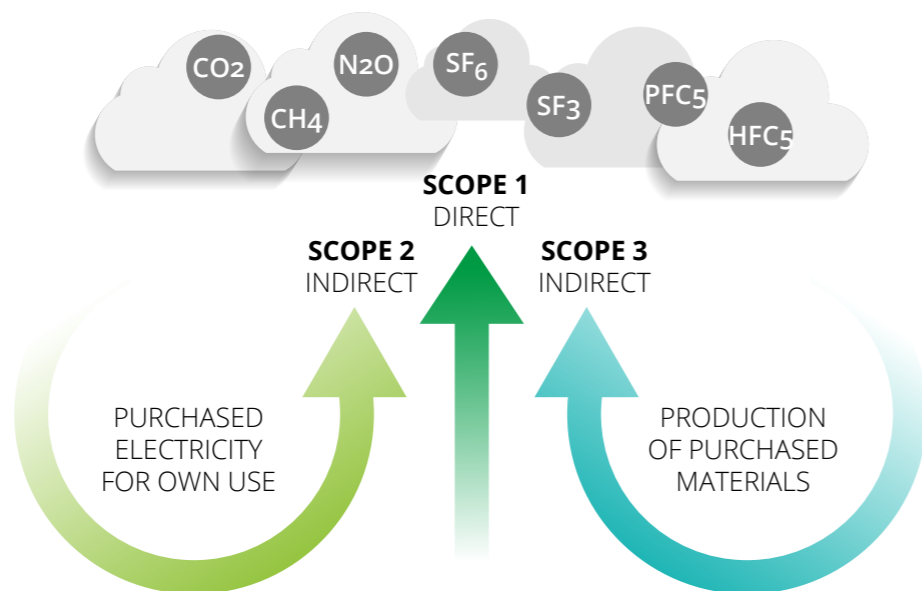 CO2
N2O
SF6
SF3
PFC5
CH4
HFC5
SCOPE 1
DIRECT
SCOPE 2
INDIRECT
SCOPE 3
INDIRECT
PURCHASED
ELECTRICITY
FOR OWN USE
PRODUCTION
OF PURCHASED
MATERIALS